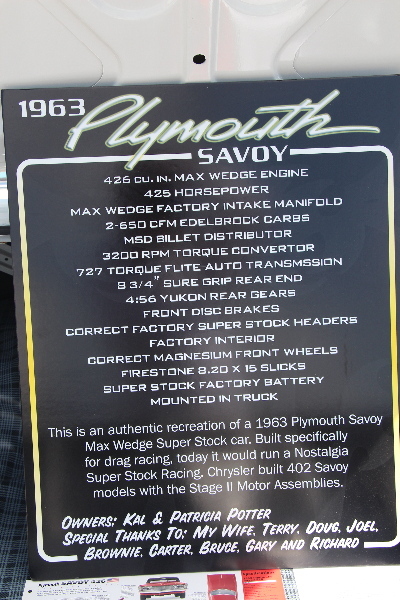 1963 Plymouth
SAVOY
426 CU. IN. MAX WEDGE ENGINE
425 HORSEPOWER
MAX WEDGE FACTORY INTAKE MANIFOLD
2-650 CFM EDELBROCK CARBS
MSD BILLET DISTRIBUTOR
3200 RPM TORQUE CONVERTOR
727 TORQUE FLITE AUTO TRANSMSSION
8 3/4" SURE GRIP REAR END
4:56 YUKON REAR GEARS
FRONT DISC BRAKES
CORRECT FACTORY SUPER STOCK HEADERS
FACTORY INTERIOR
CORRECT MAGNESIUM FRONT WHEELS
FIRESTONE 8.20 X 15 SLICKS
SUPER STOCK FACTORY BATTERY
MOUNTED IN TRUCK
This is an authentic recreation of a 1963 Plymouth Savoy
Max Wedge Super Stock car. Built specifically
for drag racing, today it would run a Nostalgia
Super Stock Racing, Chrysler built 402 Savoy
models with the Stage II Motor Assemblies.
OWNERS: KAL & PATRICIA POTTER
SPECIAL THANKS TO: MY WIFE, TERRY, DOUG, JOEL,
BROWNIE, CARTER, BRUCE, GARY AND RICHARD
SAVOY